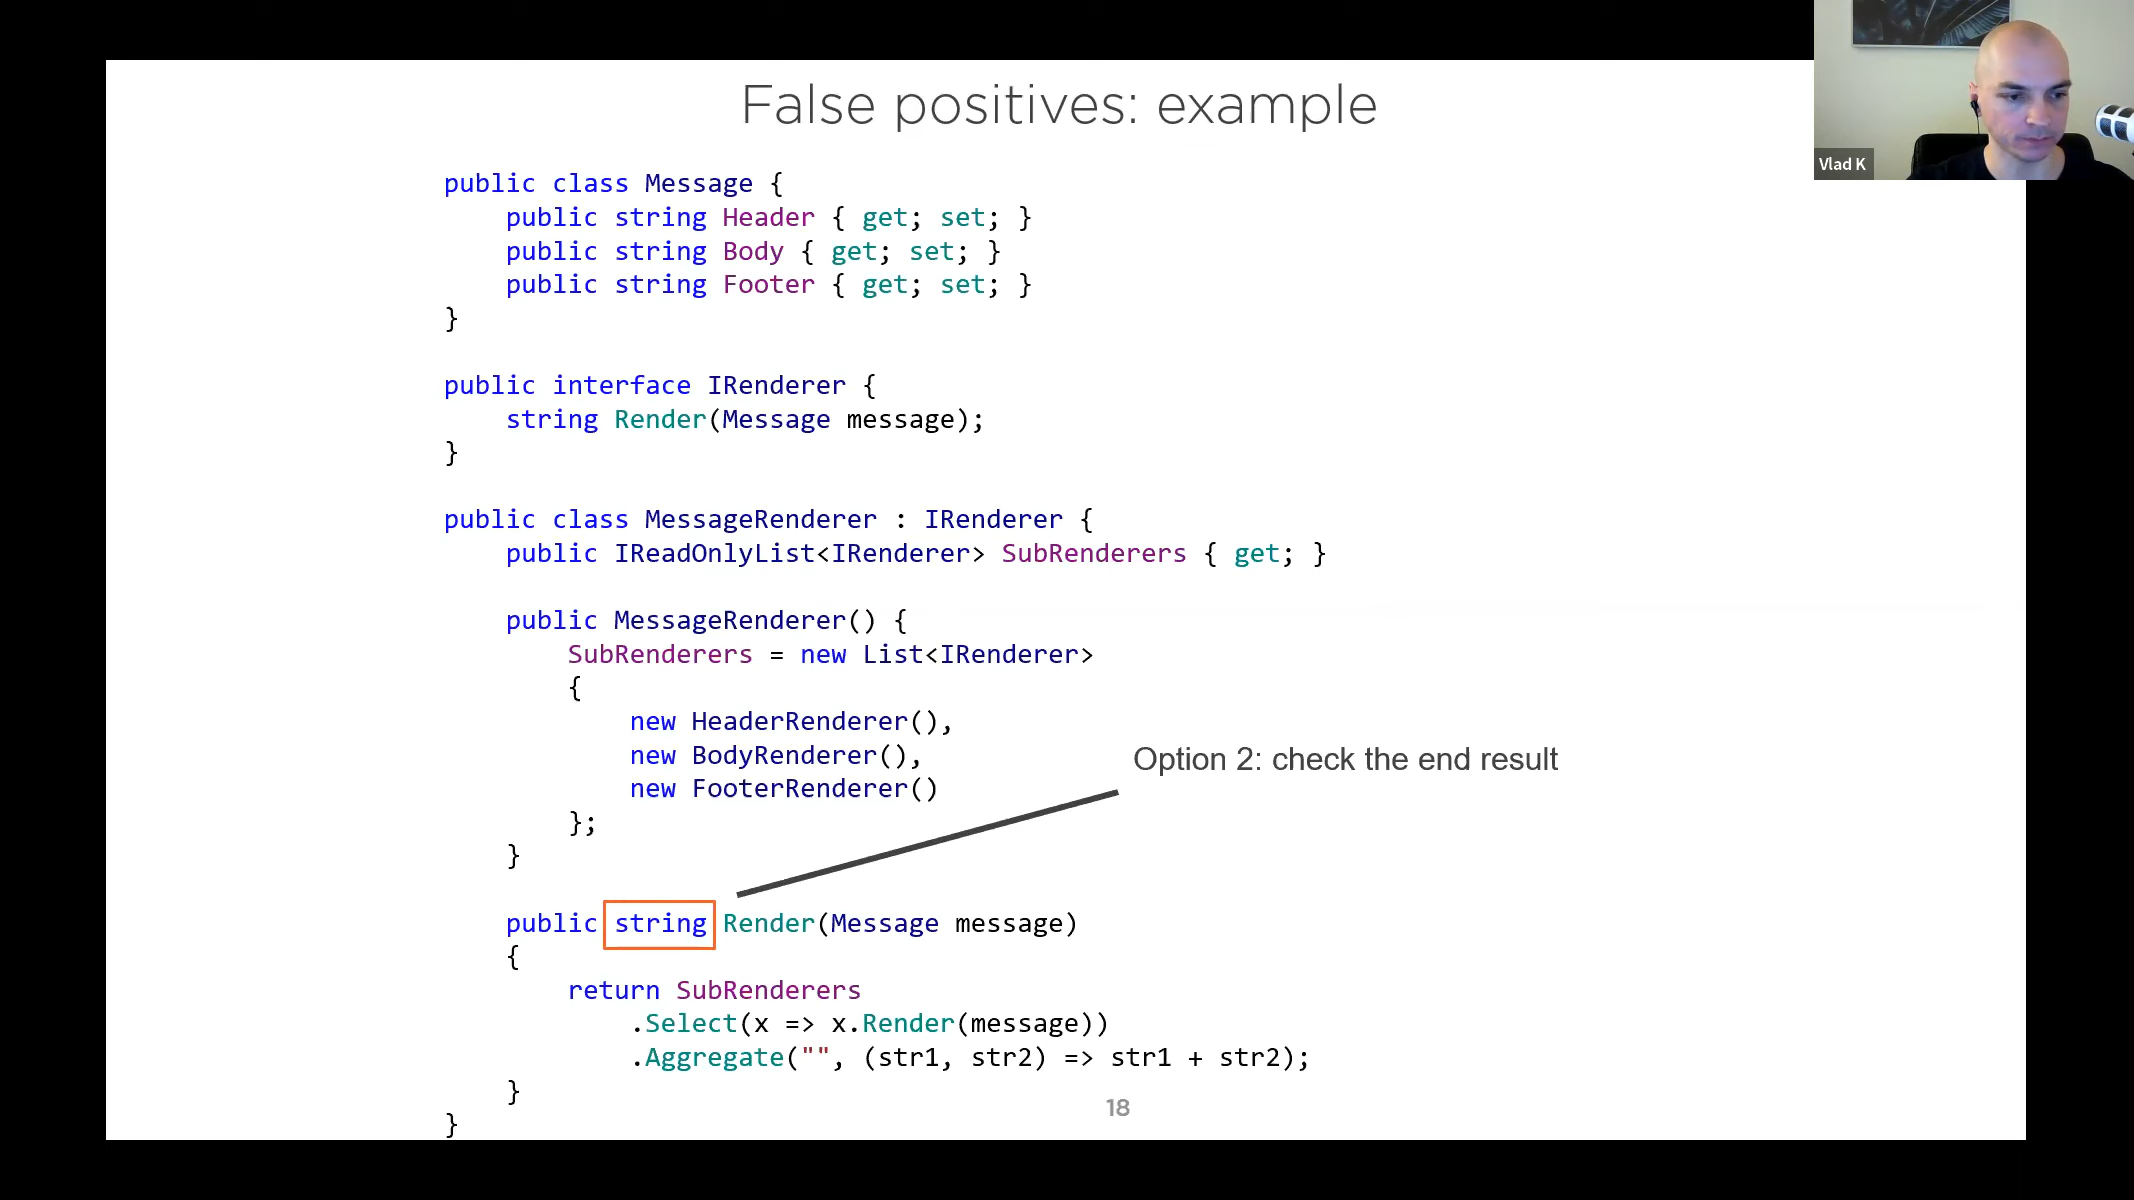 False positives: example
Vlad K
public class Message {
    public string Header { get; set; }
    public string Body { get; set; }
    public string Footer { get; set; }
}
public interface IRenderer {
    string Render(Message message);
}
public class MessageRenderer : IRenderer {
    public IReadOnlyList<IRenderer> SubRenderers { get; }
    public MessageRenderer() {
        SubRenderers = new List<IRenderer>
        {
            new HeaderRenderer(),
            new BodyRenderer(),
            new FooterRenderer()
        };
    }
Option 2: check the end result
    public string Render(Message message)
    {
        return SubRenderers
            .Select(x => x.Render(message))
            .Aggregate("", (str1, str2) => str1 + str2);
    }
}
18